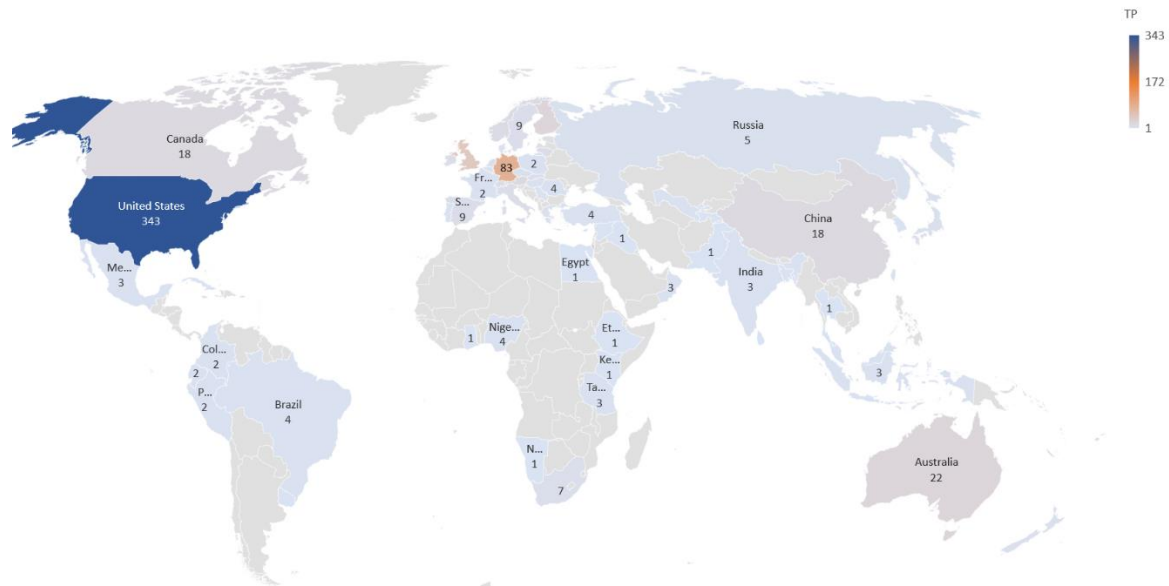 TP
343
172
1
Canada
18
United States
343
Me...
3
Col...
2
2
P...
2
Brazil
4
9
83
2
Fr...
2
4
S...
9
4
1
Egypt
1
3
1
Nige...
4
Et...
1
Ke...
1
Ta...
3
N...
1
7
Russia
5
China
18
1
India
3
1
3
Australia
22